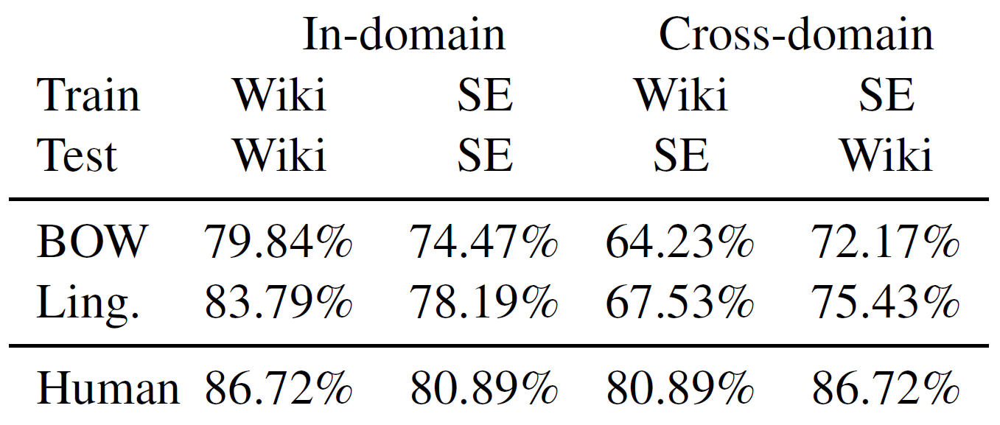 In-domain Cross-domain
Train Wiki SE Wiki SE
Test Wiki SE SE Wiki
BOW 79.84% 74.47% 64.23% 72.17%
Ling. 83.79% 78.19% 67.53% 75.43%
Human 86.72% 80.89% 80.89% 86.72%